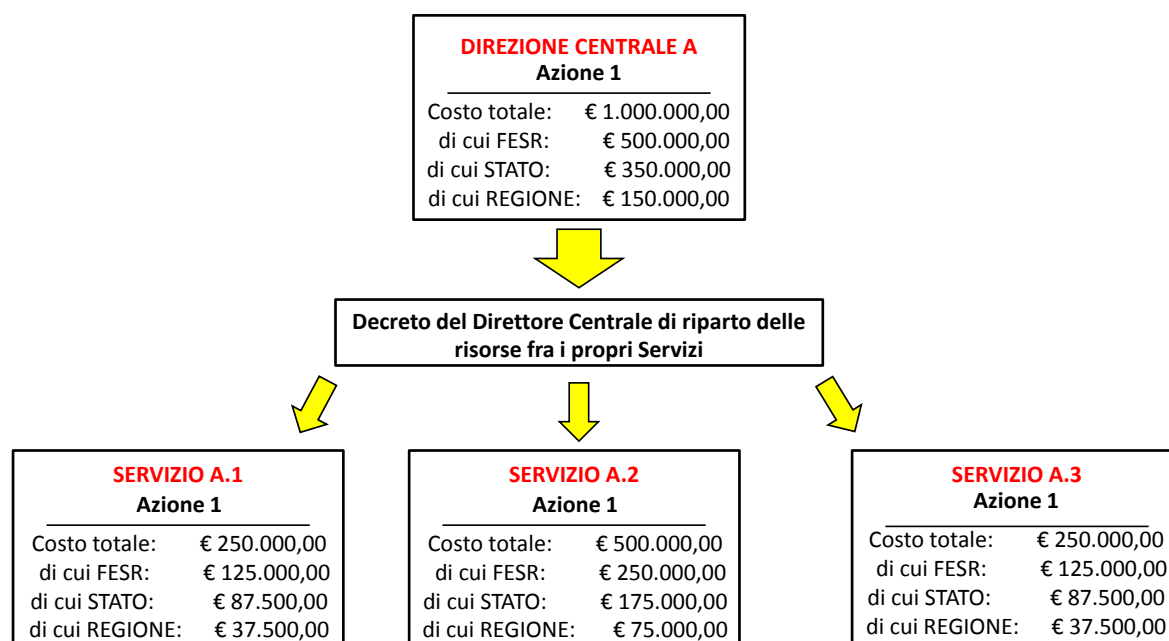 DIREZIONE CENTRALE A
Azione 1
Costo totale: € 1.000.000,00
di cui FESR: € 500.000,00
di cui STATO: € 350.000,00
di cui REGIONE: € 150.000,00
Decreto del Direttore Centrale di riparto delle
risorse fra i propri Servizi
SERVIZIO A.1
Azione 1
Costo totale: € 250.000,00
di cui FESR: € 125.000,00
di cui STATO: € 87.500,00
di cui REGIONE: € 37.500,00
SERVIZIO A.2
Azione 1
Costo totale: € 500.000,00
di cui FESR: € 250.000,00
di cui STATO: € 175.000,00
di cui REGIONE: € 75.000,00
SERVIZIO A.3
Azione 1
Costo totale: € 250.000,00
di cui FESR: € 125.000,00
di cui STATO: € 87.500,00
di cui REGIONE: € 37.500,00